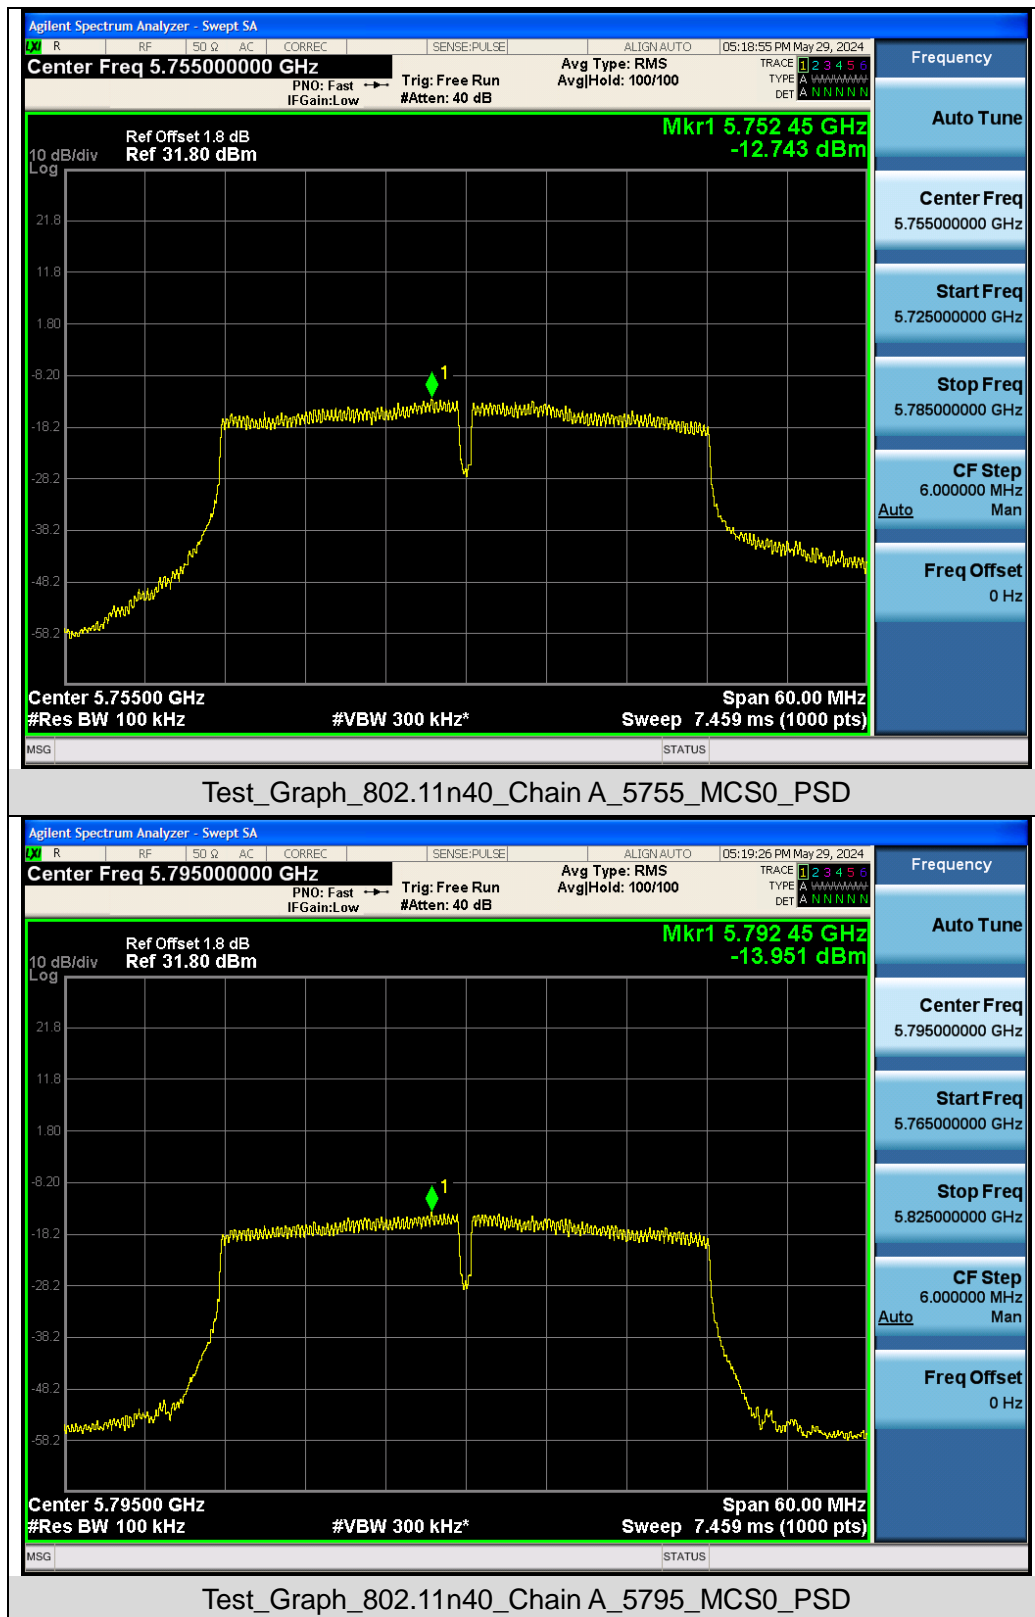 Agilent Spectrum Analyzer - Swept SA
LXI R RF 50 Ω AC CORREC SENSE:PULSE ALIGN AUTO 05:18:55 PM May 29, 2024
Center Freq 5.755000000 GHz
PNO: Fast
IFGain:Low
Trig: Free Run
#Atten: 40 dB
Avg Type: RMS
Avg|Hold: 100/100
TRACE 1 2 3 4 5 6
TYPE A WWWWW
DET A N N N N N
Frequency
Mkr1 5.752 45 GHz
-12.743 dBm
Ref Offset 1.8 dB
10 dB/div Ref 31.80 dBm
Log
21.8
11.8
1.80
-8.20
-18.2
-28.2
-38.2
-48.2
-58.2
1
Center 5.75500 GHz Span 60.00 MHz
#Res BW 100 kHz #VBW 300 kHz* Sweep 7.459 ms (1000 pts)
MSG STATUS
Auto Tune
Center Freq
5.755000000 GHz
Start Freq
5.725000000 GHz
Stop Freq
5.785000000 GHz
CF Step
6.000000 MHz
Auto Man
Freq Offset
0 Hz
Test_Graph_802.11n40_Chain A_5755_MCS0_PSD
Agilent Spectrum Analyzer - Swept SA
LXI R RF 50 Ω AC CORREC SENSE:PULSE ALIGN AUTO 05:19:26 PM May 29, 2024
Center Freq 5.795000000 GHz
PNO: Fast
IFGain:Low
Trig: Free Run
#Atten: 40 dB
Avg Type: RMS
Avg|Hold: 100/100
TRACE 1 2 3 4 5 6
TYPE A WWWWW
DET A N N N N N
Frequency
Mkr1 5.792 45 GHz
-13.951 dBm
Ref Offset 1.8 dB
10 dB/div Ref 31.80 dBm
Log
21.8
11.8
1.80
-8.20
-18.2
-28.2
-38.2
-48.2
-58.2
1
Center 5.79500 GHz Span 60.00 MHz
#Res BW 100 kHz #VBW 300 kHz* Sweep 7.459 ms (1000 pts)
MSG STATUS
Auto Tune
Center Freq
5.795000000 GHz
Start Freq
5.765000000 GHz
Stop Freq
5.825000000 GHz
CF Step
6.000000 MHz
Auto Man
Freq Offset
0 Hz
Test_Graph_802.11n40_Chain A_5795_MCS0_PSD